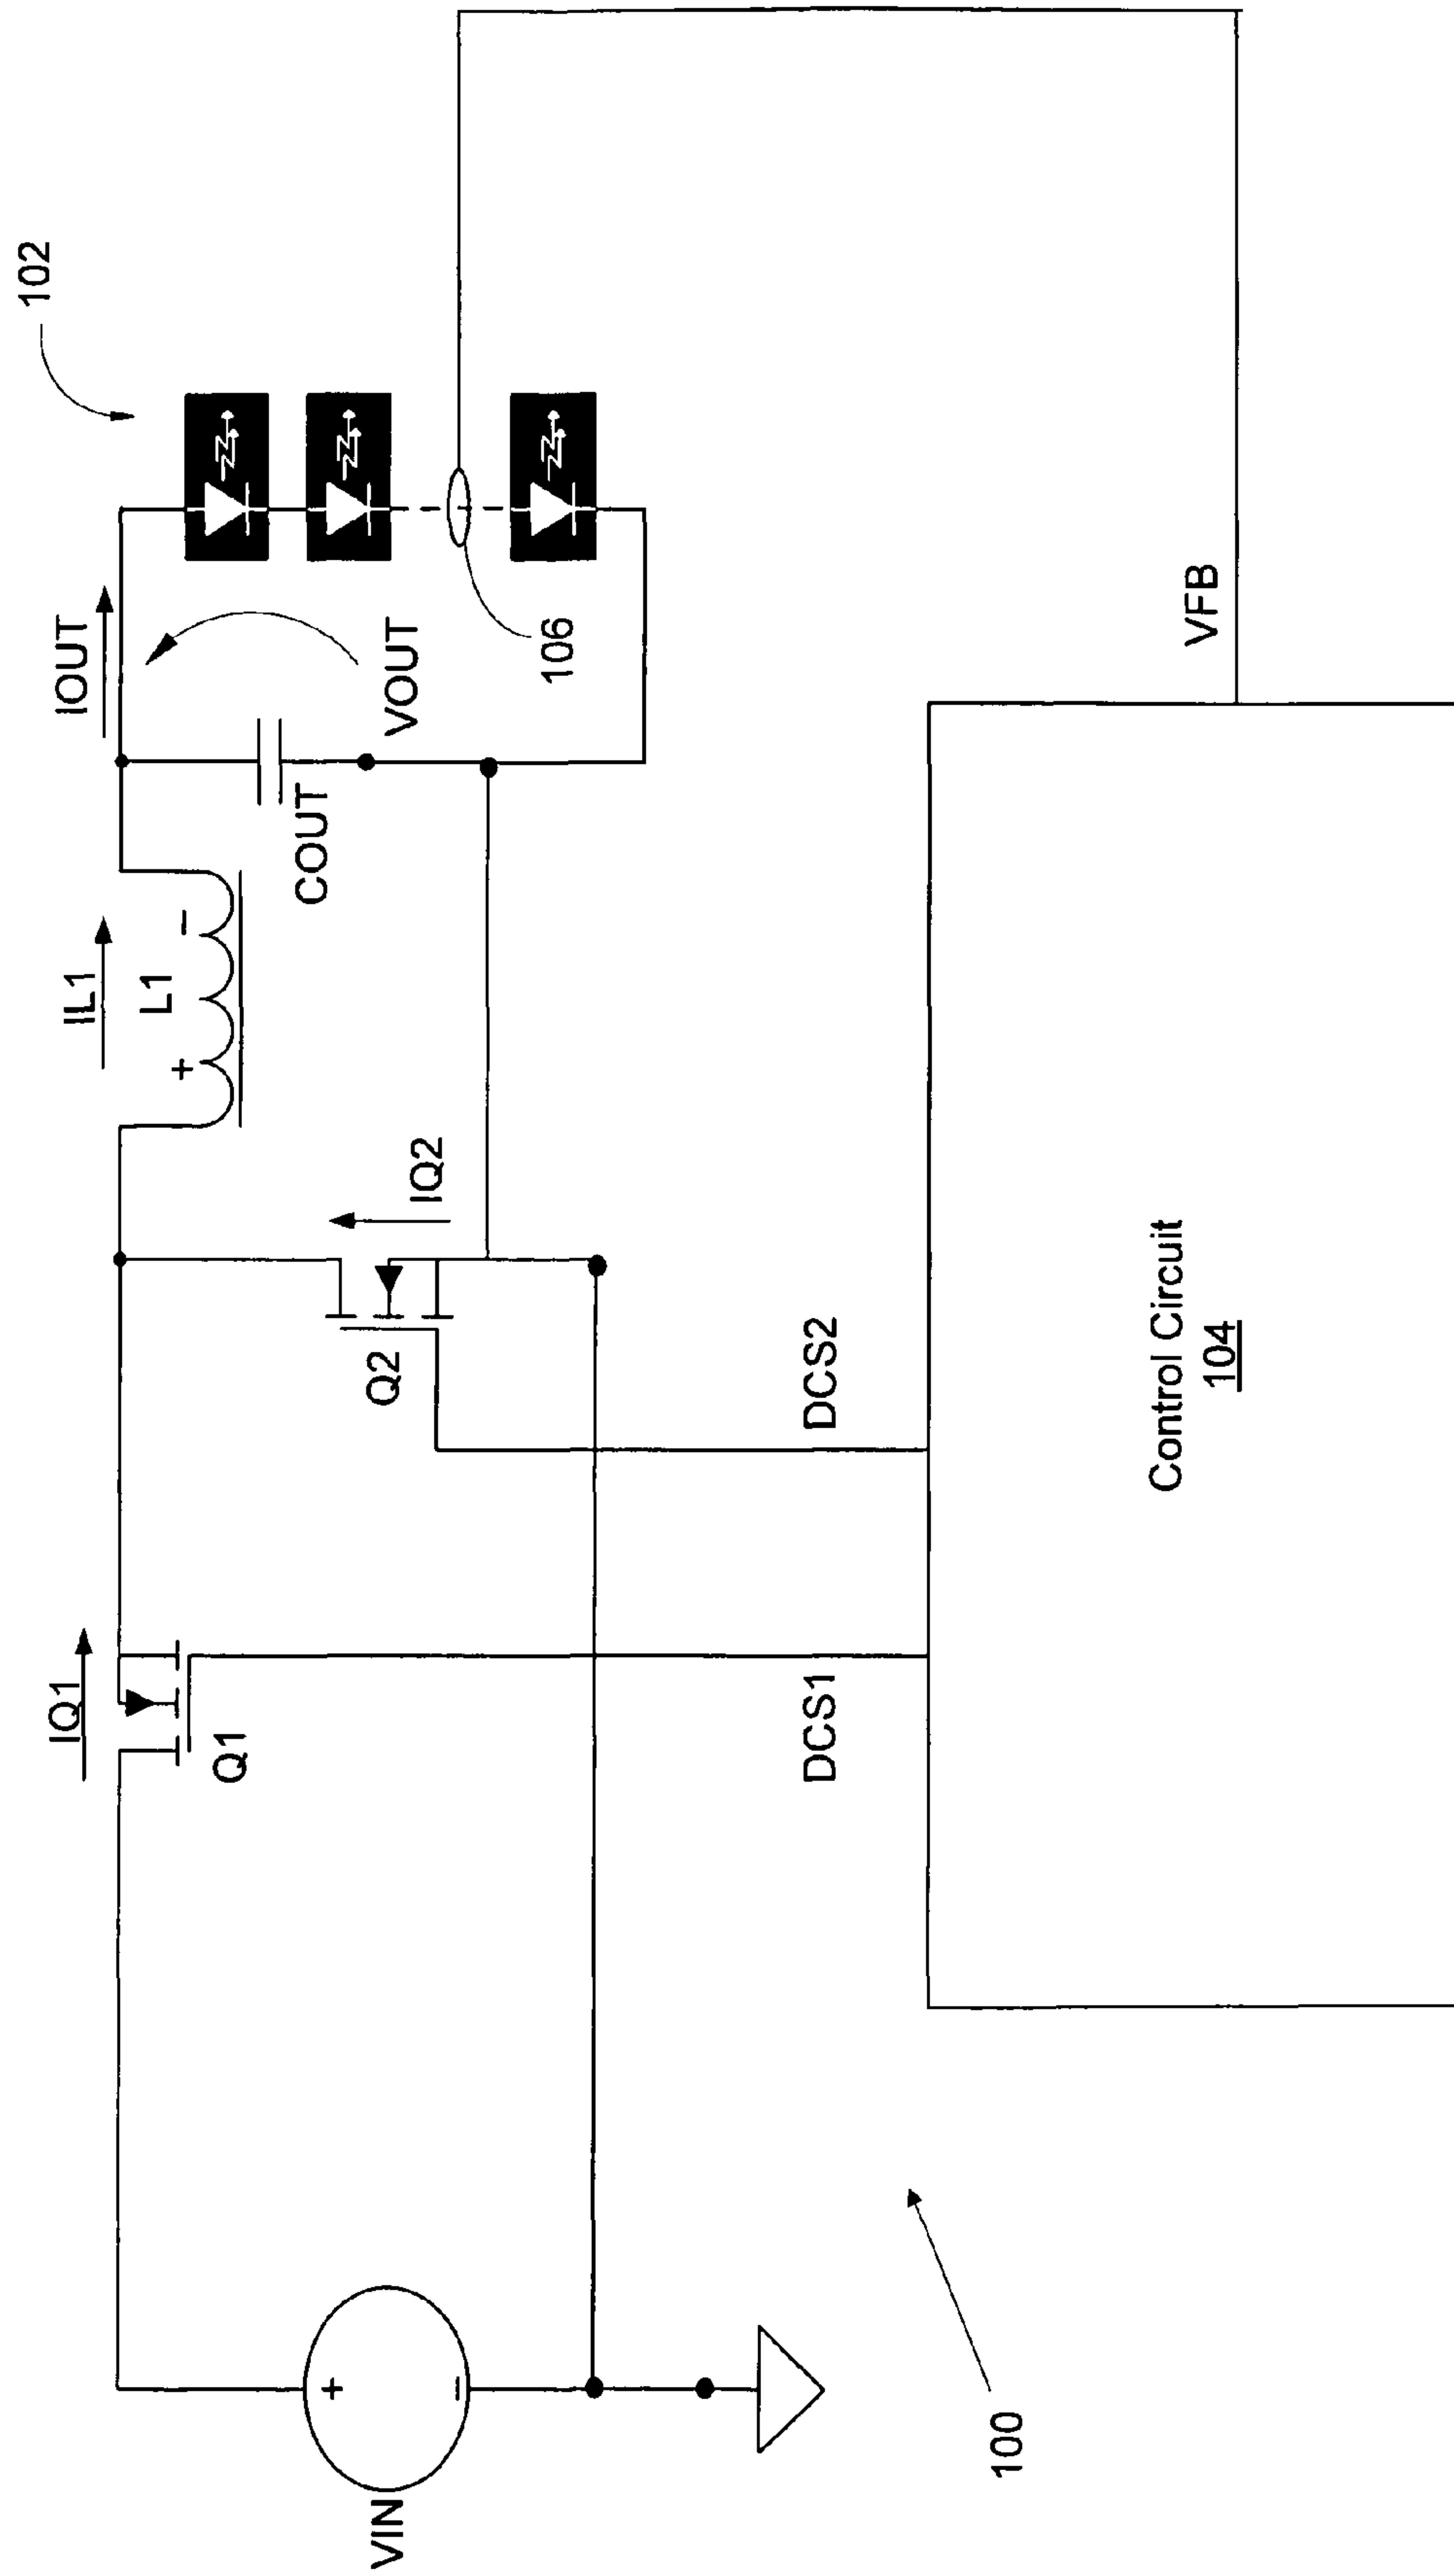 102
IOUT
VOUT
106
COUT
IL1
+ L1 −
IQ2
Q2
IQ1
Q1
VIN
+
−
DCS1
DCS2
VFB
Control Circuit
104
100